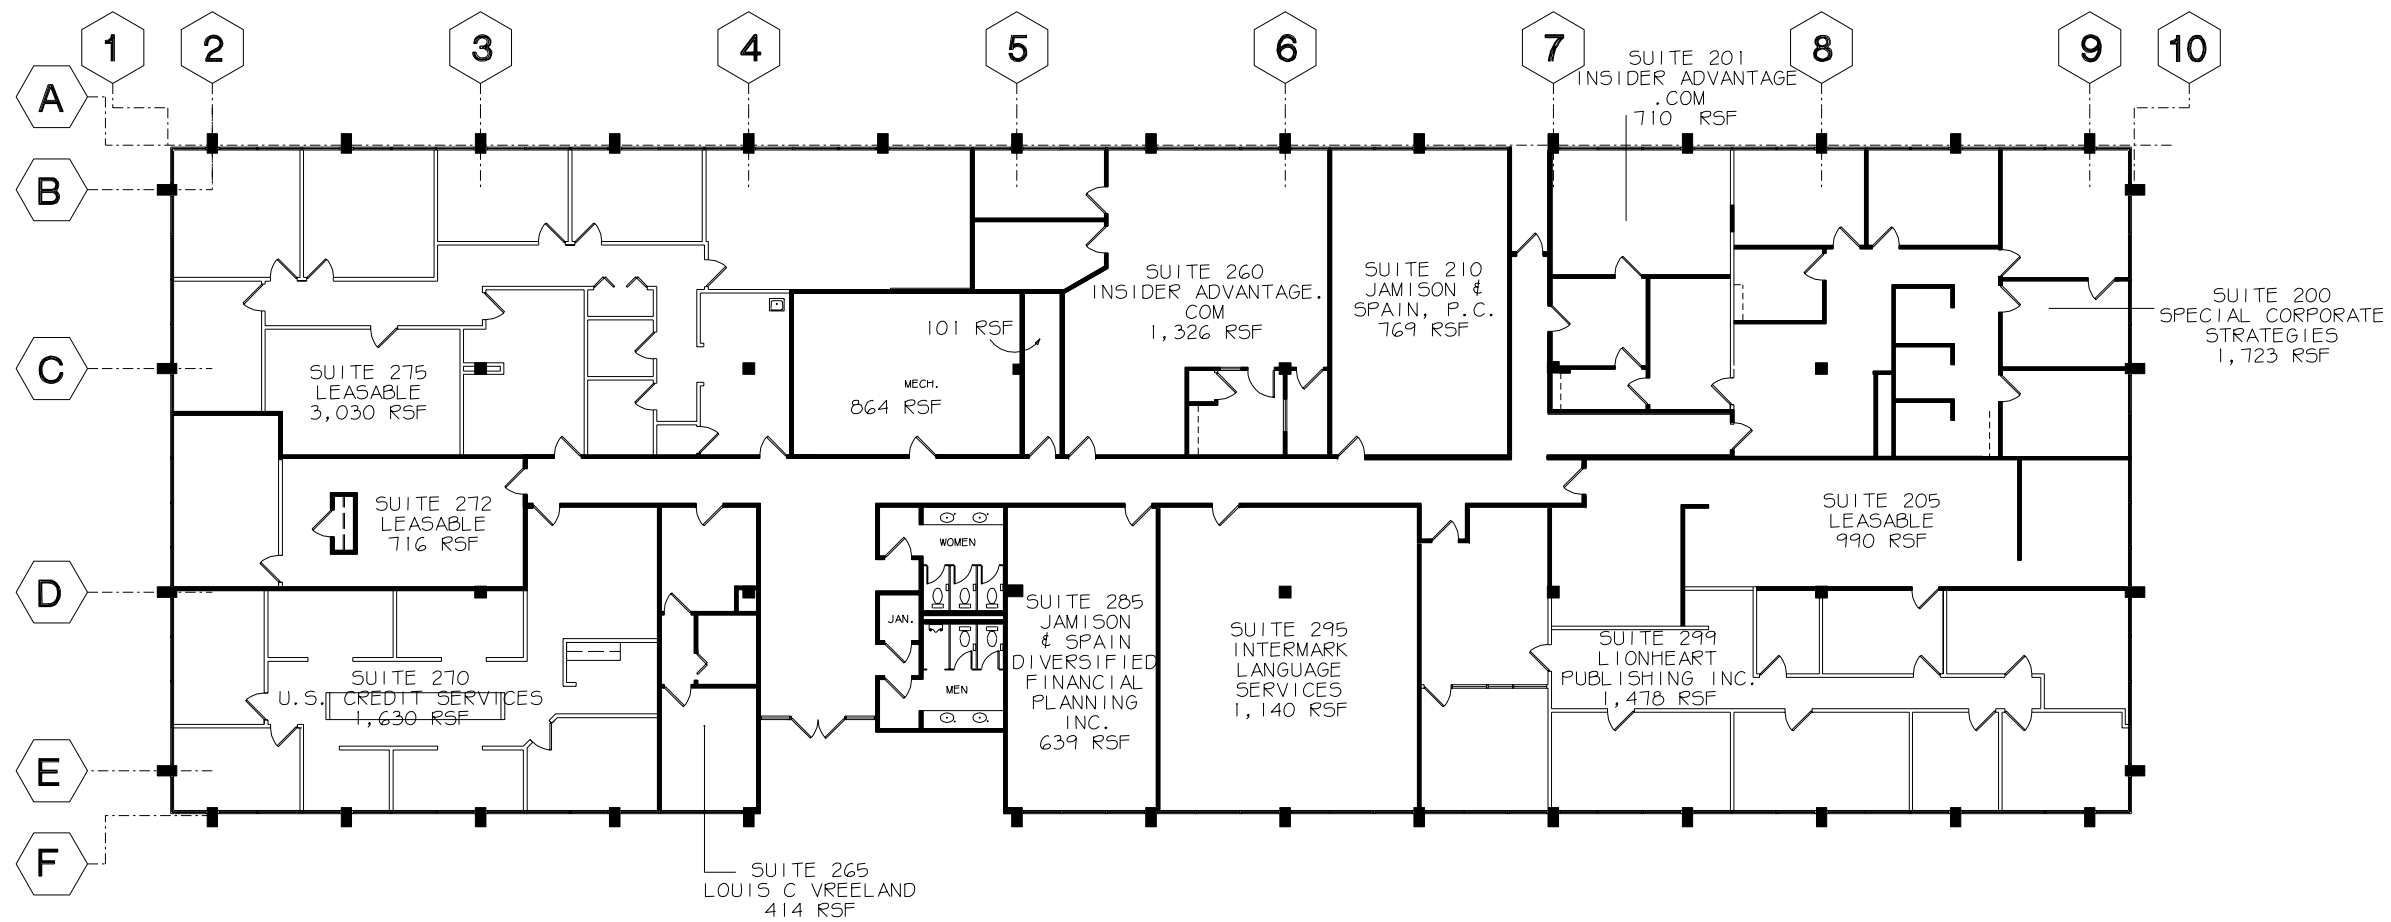 1
2
3
4
5
6
7
8
9
10
A
B
C
D
E
F
SUITE 201
INSIDER ADVANTAGE
.COM
710 RSF
SUITE 260
INSIDER ADVANTAGE.
COM
1,326 RSF
SUITE 210
JAMISON &
SPAIN, P.C.
769 RSF
SUITE 200
SPECIAL CORPORATE
STRATEGIES
1,723 RSF
101 RSF
SUITE 275
LEASABLE
3,030 RSF
MECH.
864 RSF
SUITE 272
LEASABLE
716 RSF
WOMEN
SUITE 205
LEASABLE
990 RSF
JAN.
SUITE 285
JAMISON
& SPAIN
DIVERSIFIED
FINANCIAL
PLANNING
INC.
639 RSF
SUITE 295
INTERMARK
LANGUAGE
SERVICES
1,140 RSF
SUITE 299
LIONHEART
PUBLISHING INC.
1,478 RSF
SUITE 270
U.S. CREDIT SERVICES
1,630 RSF
MEN
SUITE 265
LOUIS C VREELAND
414 RSF